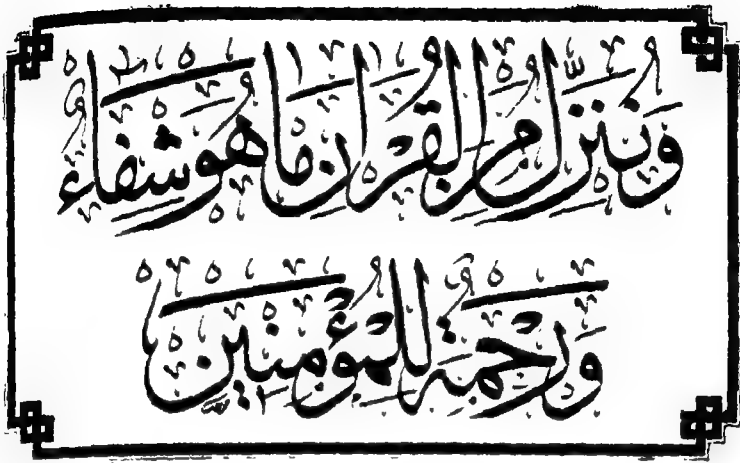 وَنُنَزِّلُ مِنَ الْقُرْآنِ مَا هُوَ شِفَاءٌ
وَرَحْمَةٌ لِلْمُؤْمِنِينَ